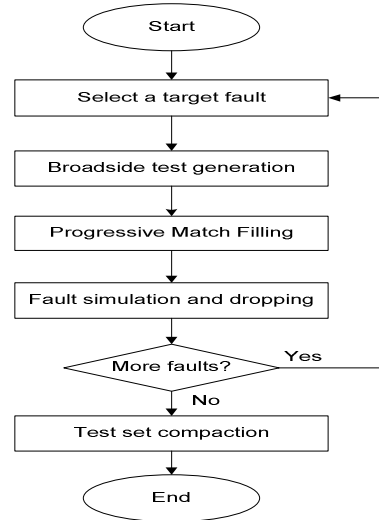 Start
Select a target fault
Broadside test generation
Progressive Match Filling
Fault simulation and dropping
More faults?
Yes
No
Test set compaction
End